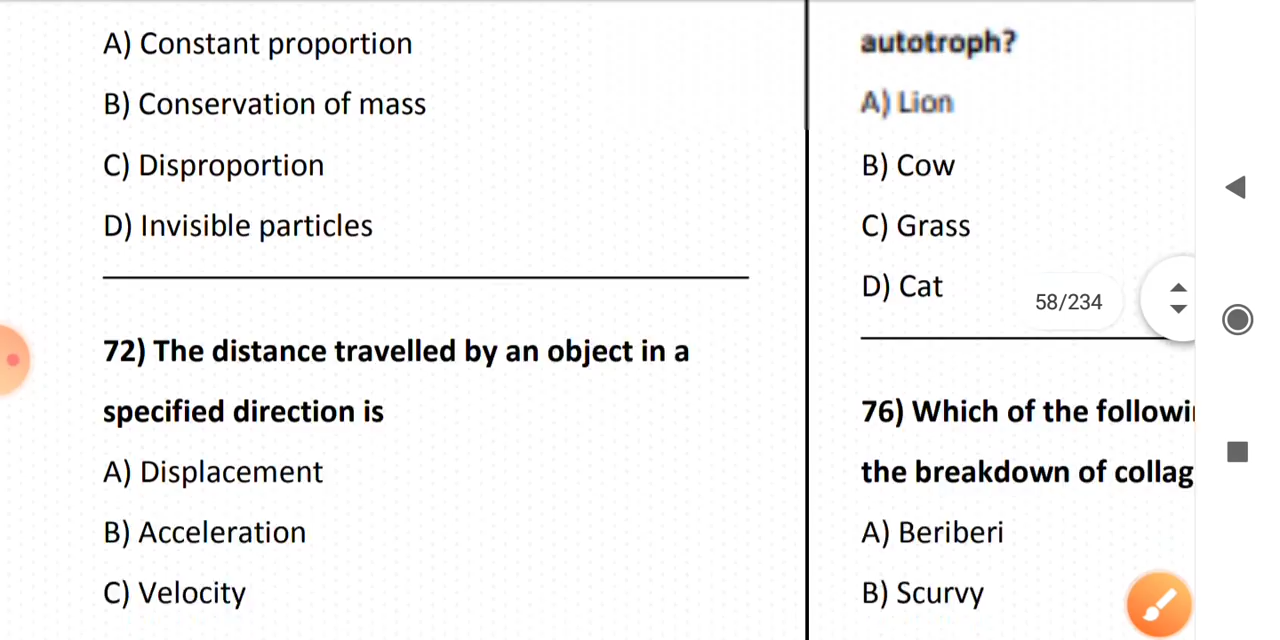 A) Constant proportion
B) Conservation of mass
C) Disproportion
D) Invisible particles
72) The distance travelled by an object in a
specified direction is
A) Displacement
B) Acceleration
C) Velocity
autotroph?
A) Lion
B) Cow
C) Grass
D) Cat
58/234
76) Which of the followi
the breakdown of collag
A) Beriberi
B) Scurvy